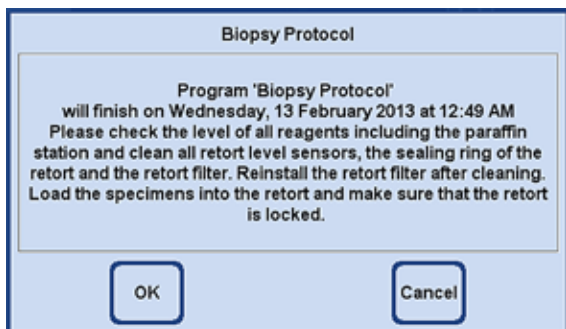 Biopsy Protocol
Program 'Biopsy Protocol'
will finish on Wednesday, 13 February 2013 at 12:49 AM
Please check the level of all reagents including the paraffin
station and clean all retort level sensors, the sealing ring of the
retort and the retort filter. Reinstall the retort filter after cleaning.
Load the specimens into the retort and make sure that the retort
is locked.
OK
Cancel